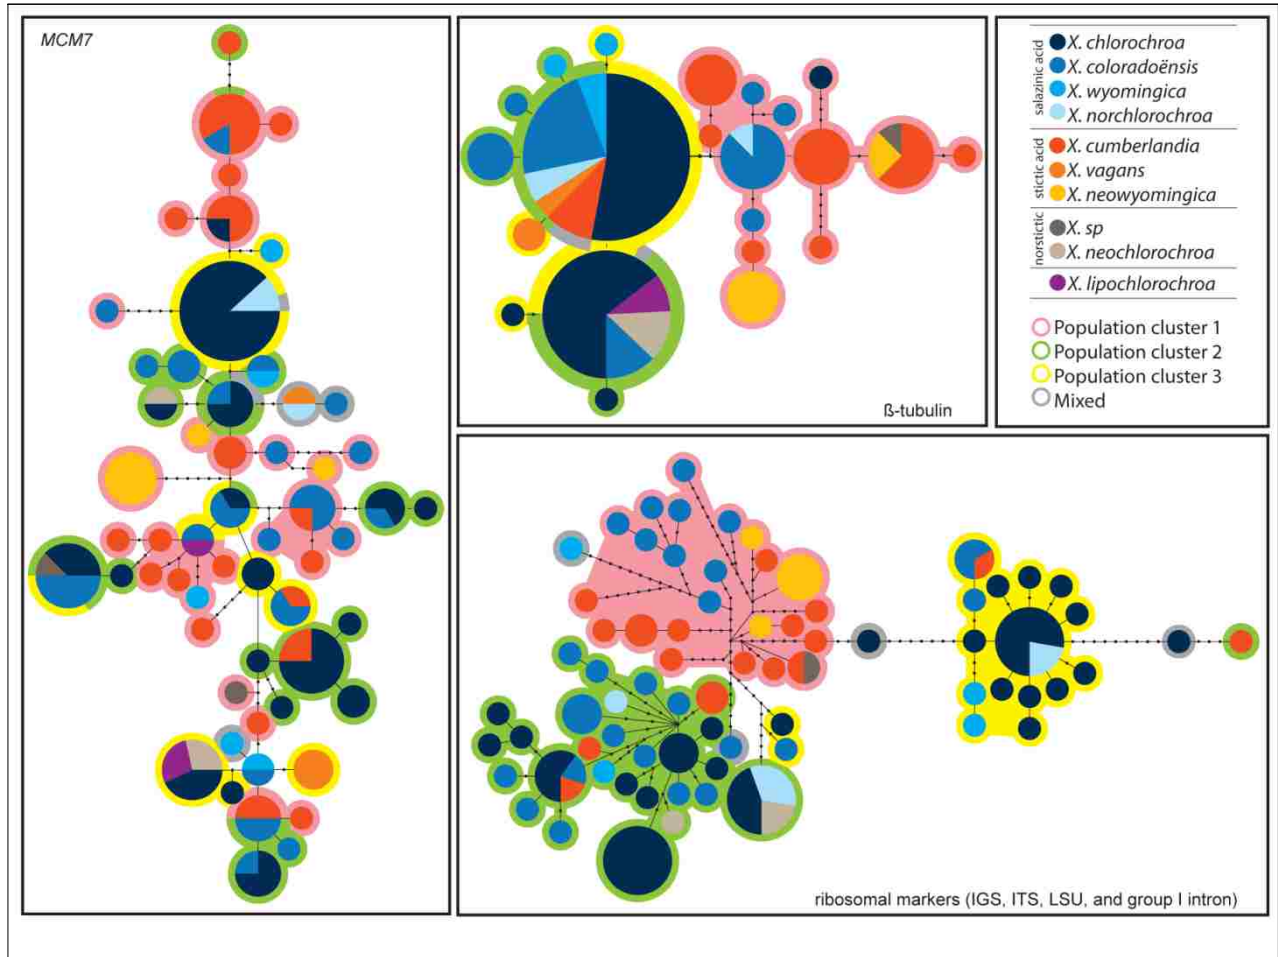 MCM7
ß-tubulin
ribosomal markers (IGS, ITS, LSU, and group I intron)
salazinic acid
X. chlorochroa
X. coloradoënsis
X. wyomingica
X. norchlorochroa
stictic acid
X. cumberlandia
X. vagans
X. neowyomingica
norstictic
X. sp
X. neochlorochroa
X. lipochlorochroa
Population cluster 1
Population cluster 2
Population cluster 3
Mixed